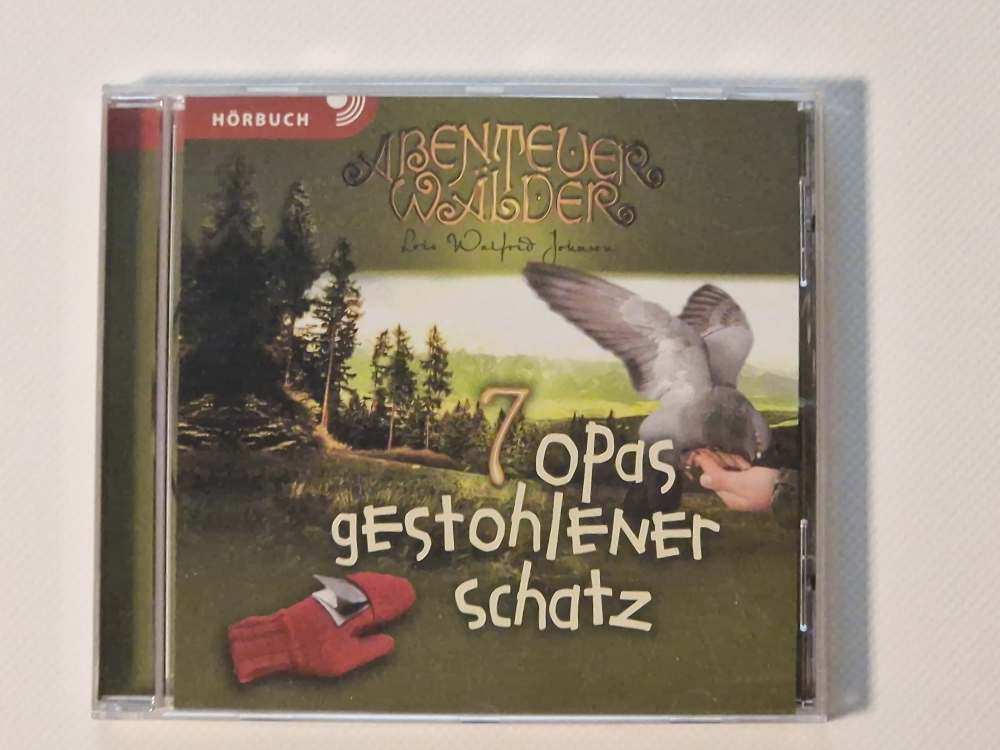 HÖRBUCH
ABENTEUER
WÄLDER
Lois Walfrid Johnson
7 opas
gestohlener
schatz